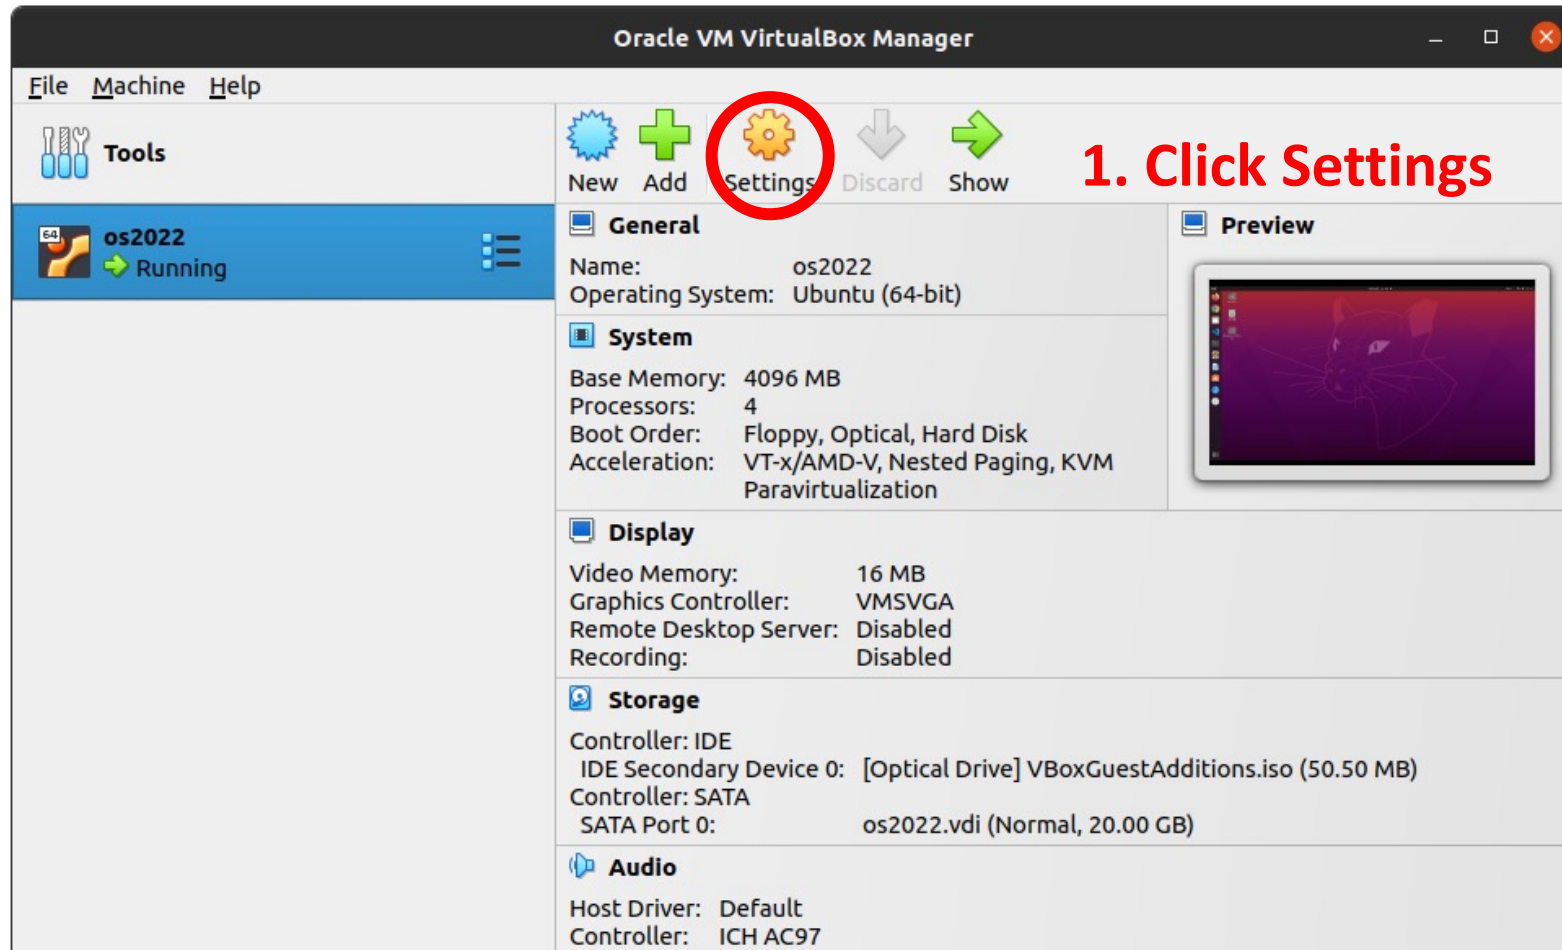 Oracle VM VirtualBox Manager
File Machine Help
Tools
New Add Settings Discard Show
1. Click Settings
64
os2022
Running
General
Name: os2022
Operating System: Ubuntu (64-bit)
Preview
System
Base Memory: 4096 MB
Processors: 4
Boot Order: Floppy, Optical, Hard Disk
Acceleration: VT-x/AMD-V, Nested Paging, KVM
Paravirtualization
Display
Video Memory: 16 MB
Graphics Controller: VMSVGA
Remote Desktop Server: Disabled
Recording: Disabled
Storage
Controller: IDE
IDE Secondary Device 0: [Optical Drive] VBoxGuestAdditions.iso (50.50 MB)
Controller: SATA
SATA Port 0: os2022.vdi (Normal, 20.00 GB)
Audio
Host Driver: Default
Controller: ICH AC97